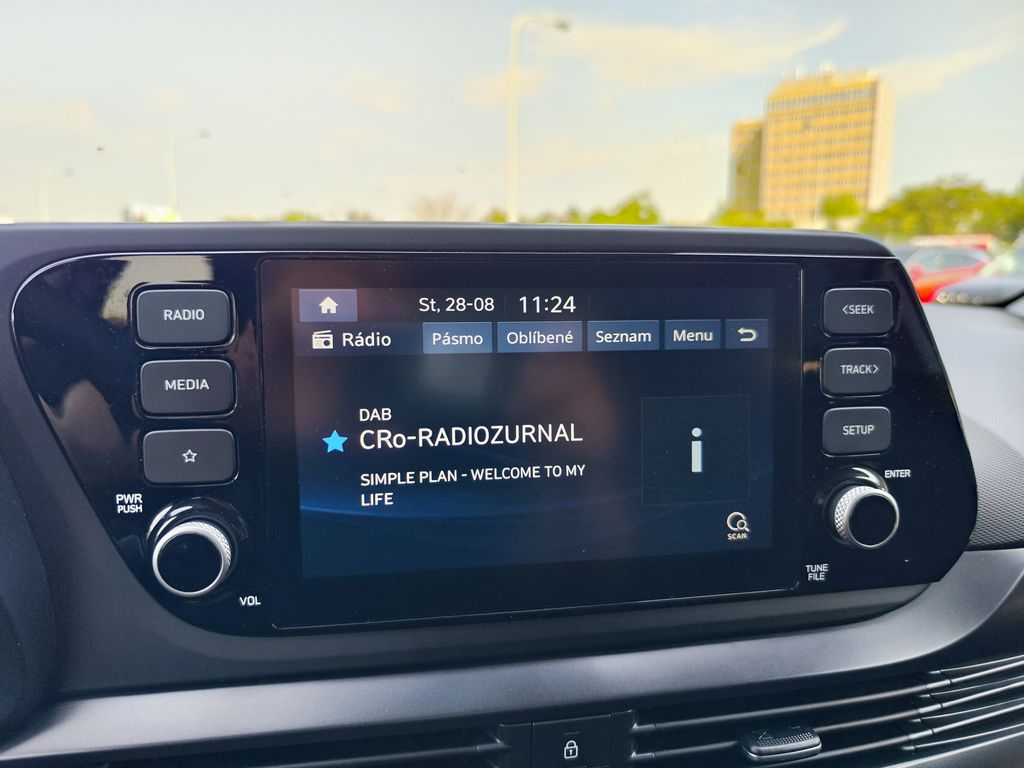 St, 28-08 11:24
Rádio Pásmo Oblíbené Seznam Menu
DAB
CRo-RADIOZURNAL
SIMPLE PLAN - WELCOME TO MY
LIFE
i
SCAN
RADIO
MEDIA
PWR
PUSH
VOL
<SEEK
TRACK>
SETUP
ENTER
TUNE
FILE